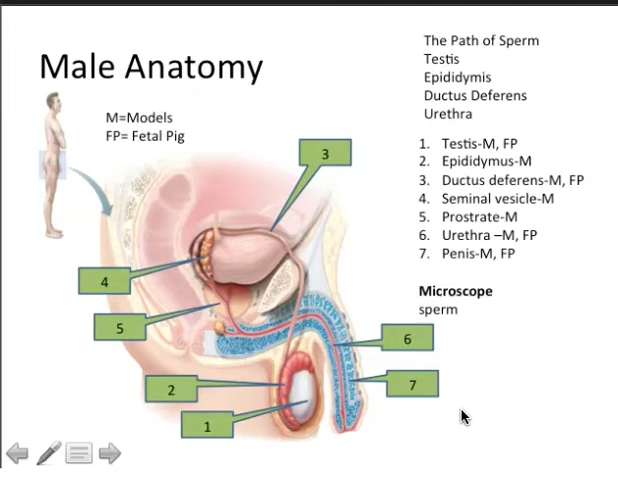 Male Anatomy
M=Models
FP= Fetal Pig
The Path of Sperm
Testis
Epididymis
Ductus Deferens
Urethra
1. Testis-M, FP
2. Epididymus-M
3. Ductus deferens-M, FP
4. Seminal vesicle-M
5. Prostrate-M
6. Urethra –M, FP
7. Penis-M, FP
Microscope
sperm
3
4
5
6
2
7
1